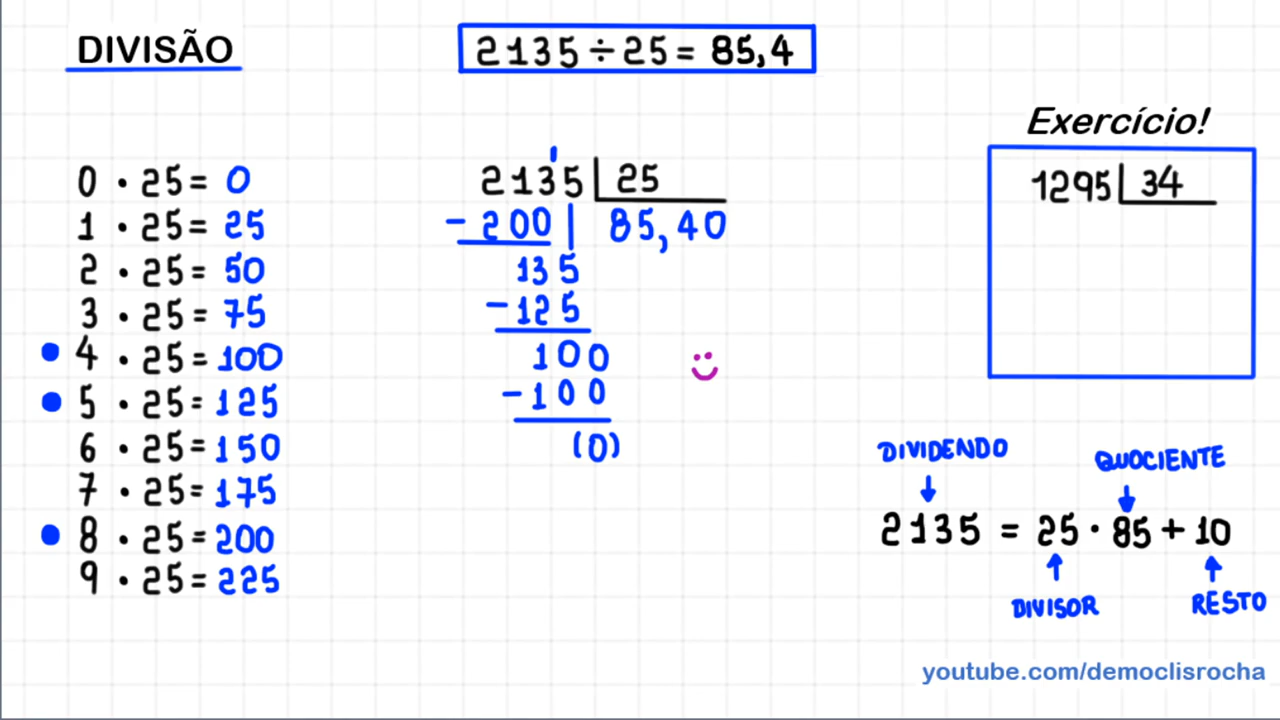 DIVISÃO
2135 ÷ 25 = 85,4
0 · 25 = 0
1 · 25 = 25
2 · 25 = 50
3 · 25 = 75
4 · 25 = 100
5 · 25 = 125
6 · 25 = 150
7 · 25 = 175
8 · 25 = 200
9 · 25 = 225
2135 25
- 200 85,40
135
- 125
100
- 100
(0)
Exercício!
1295 34
DIVIDENDO
QUOCIENTE
2135 = 25 · 85 + 10
DIVISOR
RESTO
youtube.com/democlisrocha